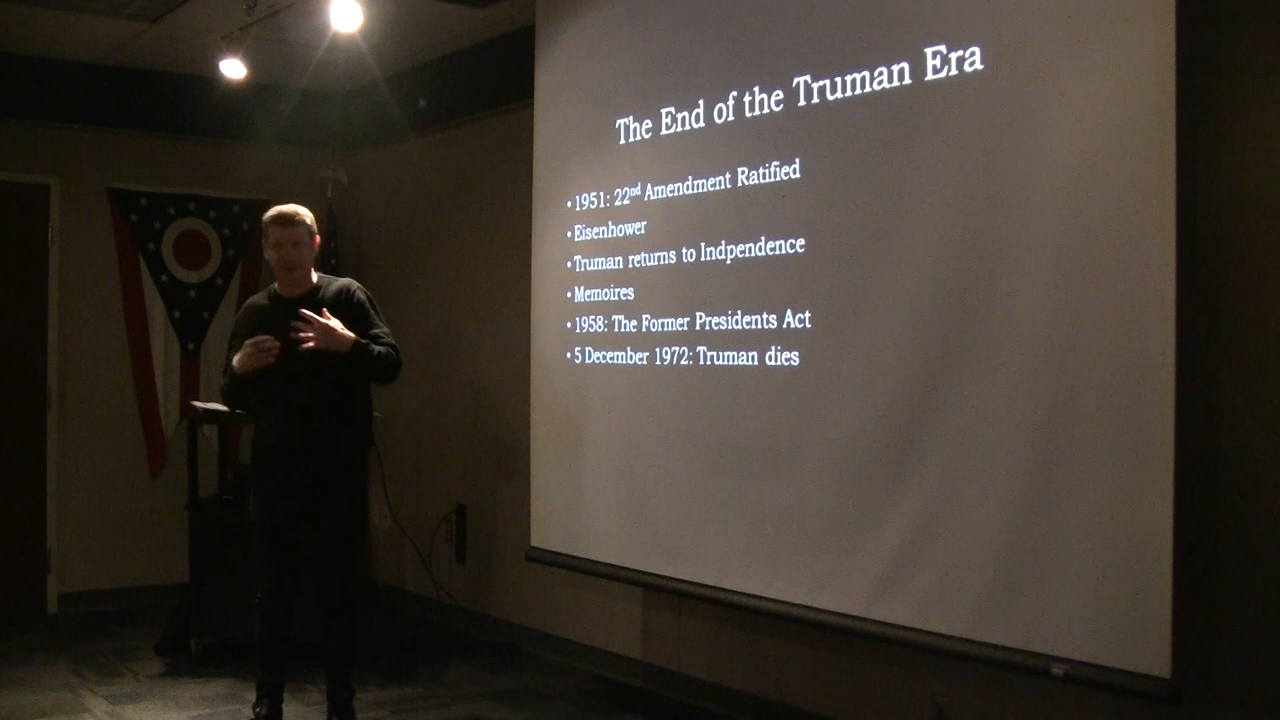 The End of the Truman Era
• 1951: 22nd Amendment Ratified
• Eisenhower
• Truman returns to Indpendence
• Memoires
• 1958: The Former Presidents Act
• 5 December 1972: Truman dies